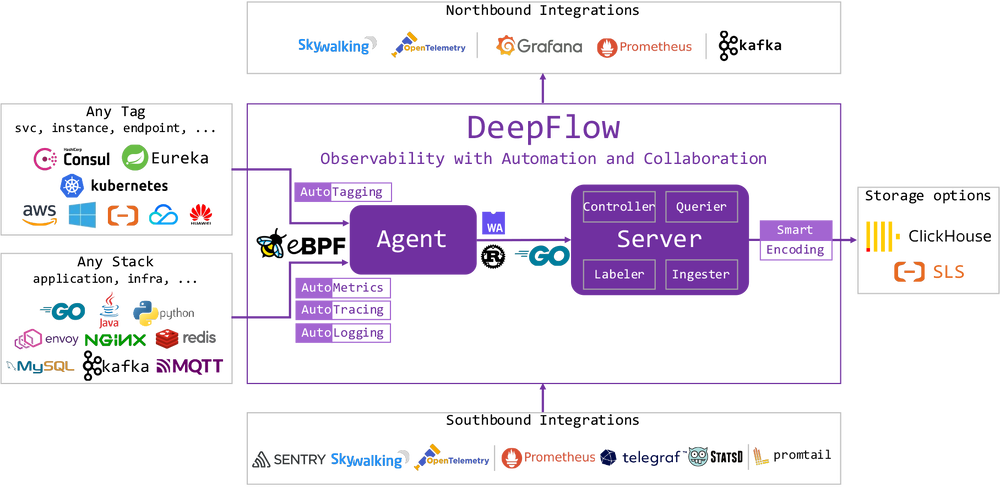 Northbound Integrations
Skywalking
OpenTelemetry
Grafana
Prometheus
kafka
Any Tag
svc, instance, endpoint, ...
HashiCorp
Consul
Eureka
kubernetes
aws
HUAWEI
Any Stack
application, infra, ...
GO
Java
python
envoy
NGINX
redis
MySQL
kafka
MQTT
DeepFlow
Observability with Automation and Collaboration
AutoTagging
eBPF
Agent
AutoMetrics
AutoTracing
AutoLogging
WA
R
GO
Controller
Querier
Server
Labeler
Ingester
Smart
Encoding
Storage options
ClickHouse
SLS
Southbound Integrations
SENTRY
Skywalking
OpenTelemetry
Prometheus
telegraf™
STATSD
promtail